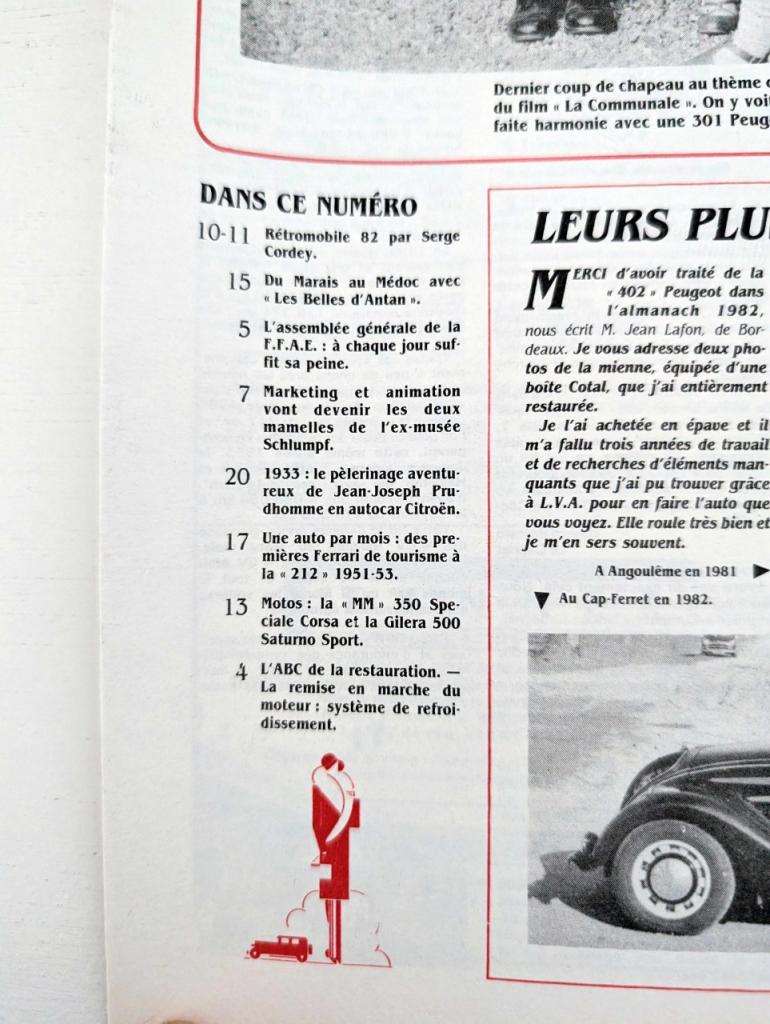 Dernier coup de chapeau au thème
du film « La Communale ». On y voit
faite harmonie avec une 301 Peug
DANS CE NUMÉRO
10-11 Rétromobile 82 par Serge
Cordey.
15 Du Marais au Médoc avec
« Les Belles d'Antan ».
5 L'assemblée générale de la
F.F.A.E. : à chaque jour suf-
fit sa peine.
7 Marketing et animation
vont devenir les deux
mamelles de l'ex-musée
Schlumpf.
20 1933 : le pèlerinage aventu-
reux de Jean-Joseph Pru-
dhomme en autocar Citroën.
17 Une auto par mois : des pre-
mières Ferrari de tourisme à
la « 212 » 1951-53.
13 Motos : la « MM » 350 Spe-
ciale Corsa et la Gilera 500
Saturno Sport.
4 L'ABC de la restauration. —
La remise en marche du
moteur : système de refroi-
dissement.
LEURS PLU
MERCI d'avoir traité de la
« 402 » Peugeot dans
l'almanach 1982,
nous écrit M. Jean Lafon, de Bor-
deaux. Je vous adresse deux pho-
tos de la mienne, équipée d'une
boîte Cotal, que j'ai entièrement
restaurée.
Je l'ai achetée en épave et il
m'a fallu trois années de travail
et de recherches d'éléments man-
quants que j'ai pu trouver grâce
à L.V.A. pour en faire l'auto que
vous voyez. Elle roule très bien et
je m'en sers souvent.
A Angoulême en 1981 ▶
▼ Au Cap-Ferret en 1982.